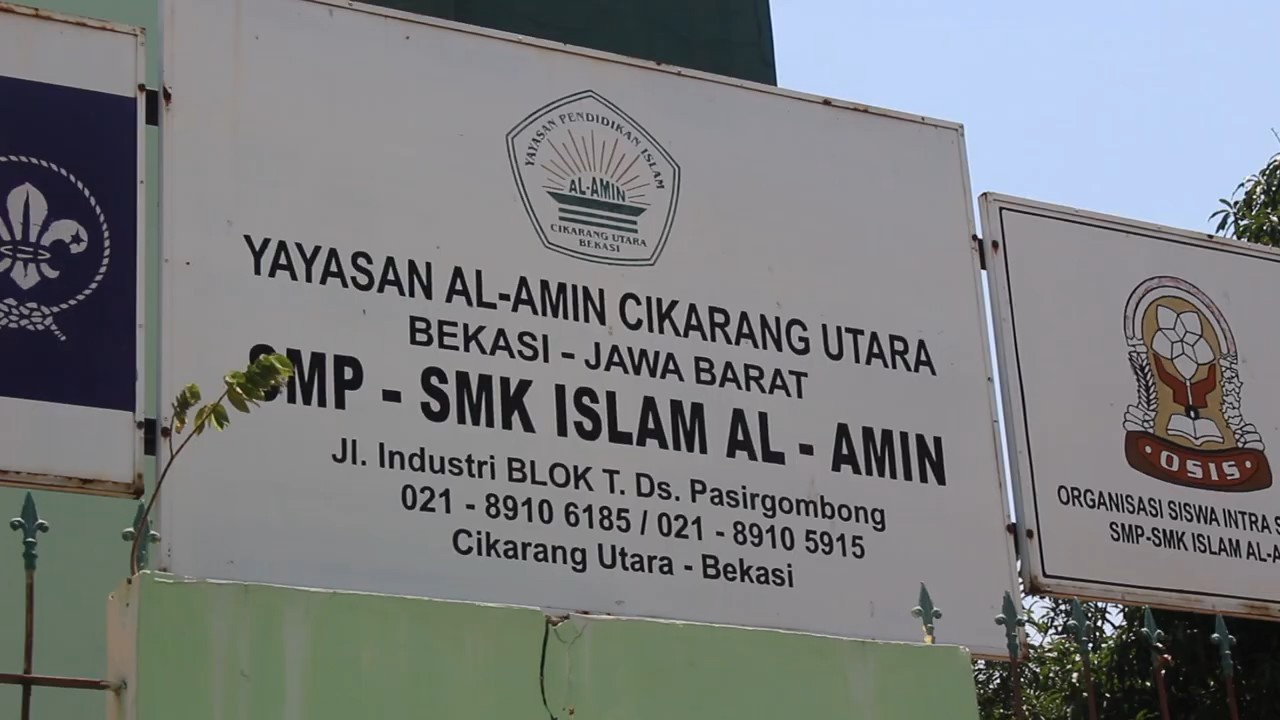 YAYASAN PENDIDIKAN ISLAM
AL-AMIN
CIKARANG UTARA
BEKASI
YAYASAN AL-AMIN CIKARANG UTARA
BEKASI - JAWA BARAT
SMP - SMK ISLAM AL - AMIN
Jl. Industri BLOK T. Ds. Pasirgombong
021 - 8910 6185 / 021 - 8910 5915
Cikarang Utara - Bekasi
OSIS
ORGANISASI SISWA INTRA S
SMP-SMK ISLAM AL-A